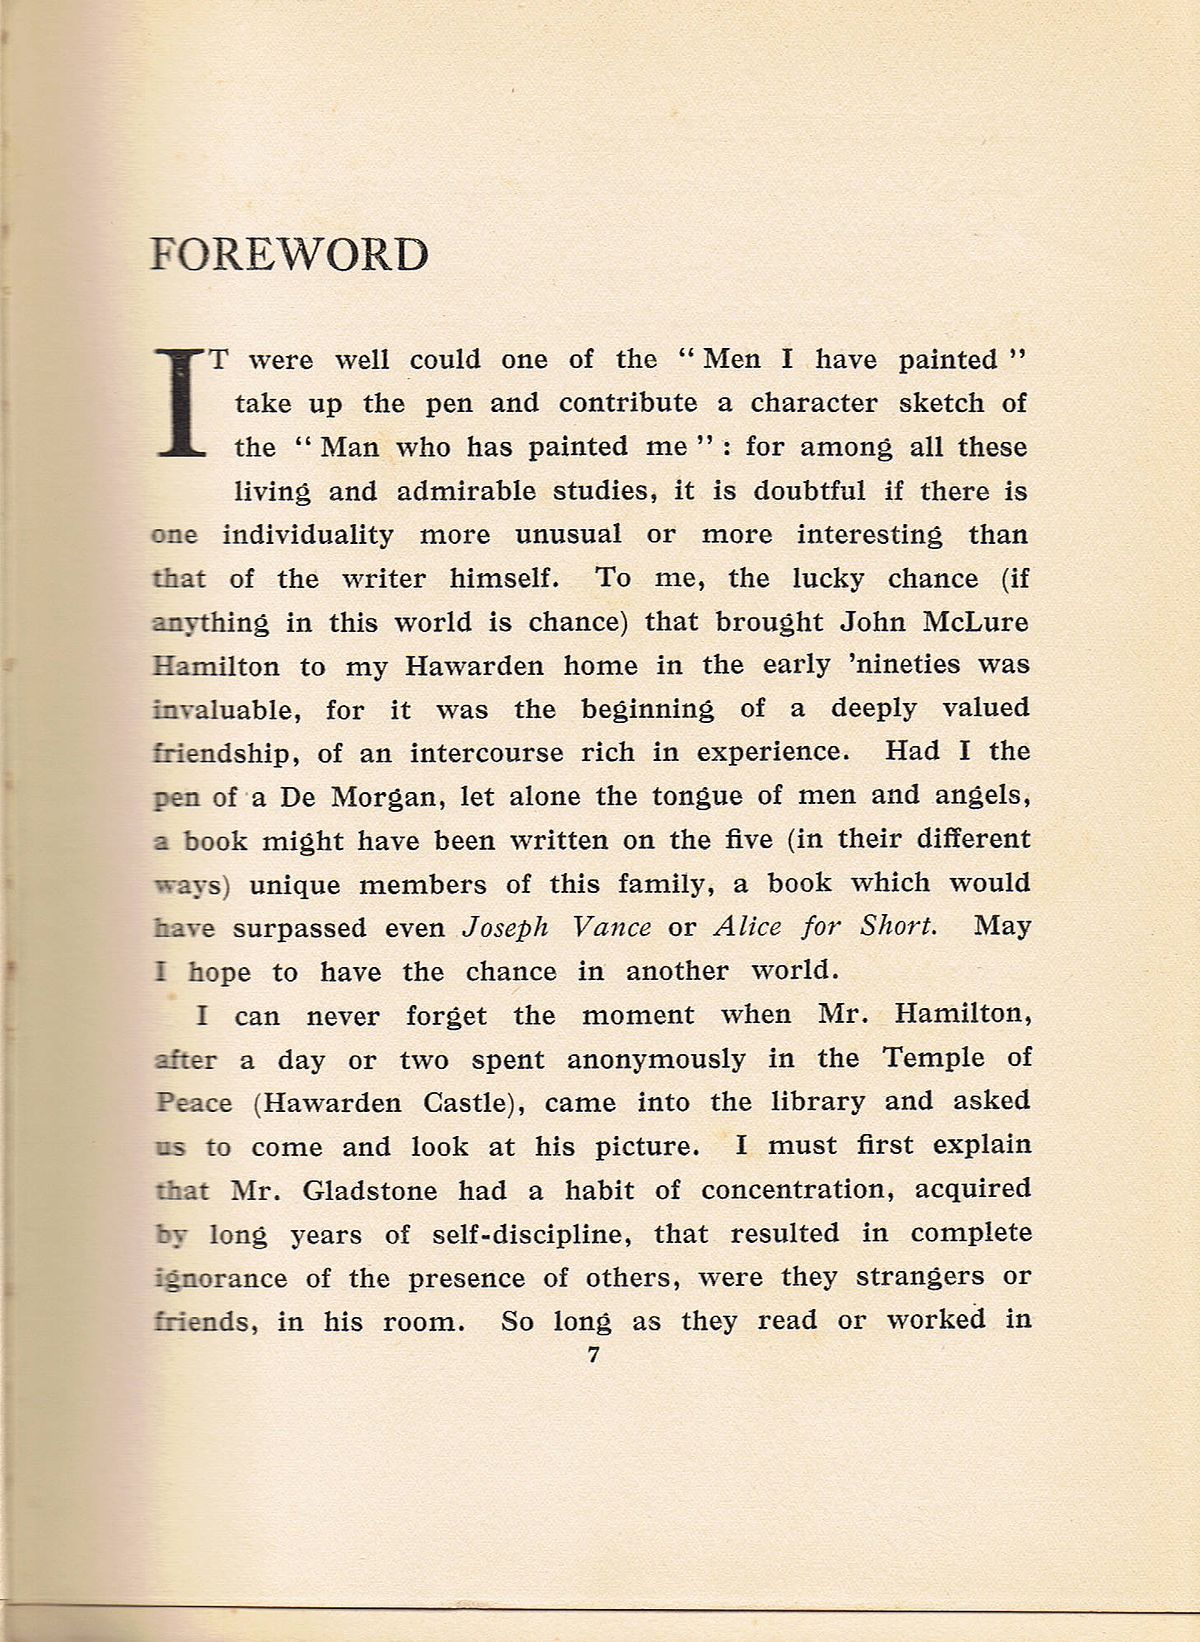 FOREWORD
IT were well could one of the “ Men I have painted ”
take up the pen and contribute a character sketch of
the “ Man who has painted me ” : for among all these
living and admirable studies, it is doubtful if there is
one individuality more unusual or more interesting than
that of the writer himself. To me, the lucky chance (if
anything in this world is chance) that brought John McLure
Hamilton to my Hawarden home in the early ’nineties was
invaluable, for it was the beginning of a deeply valued
friendship, of an intercourse rich in experience. Had I the
pen of a De Morgan, let alone the tongue of men and angels,
a book might have been written on the five (in their different
ways) unique members of this family, a book which would
have surpassed even Joseph Vance or Alice for Short. May
I hope to have the chance in another world.
I can never forget the moment when Mr. Hamilton,
after a day or two spent anonymously in the Temple of
Peace (Hawarden Castle), came into the library and asked
us to come and look at his picture. I must first explain
that Mr. Gladstone had a habit of concentration, acquired
by long years of self-discipline, that resulted in complete
ignorance of the presence of others, were they strangers or
friends, in his room. So long as they read or worked in
7